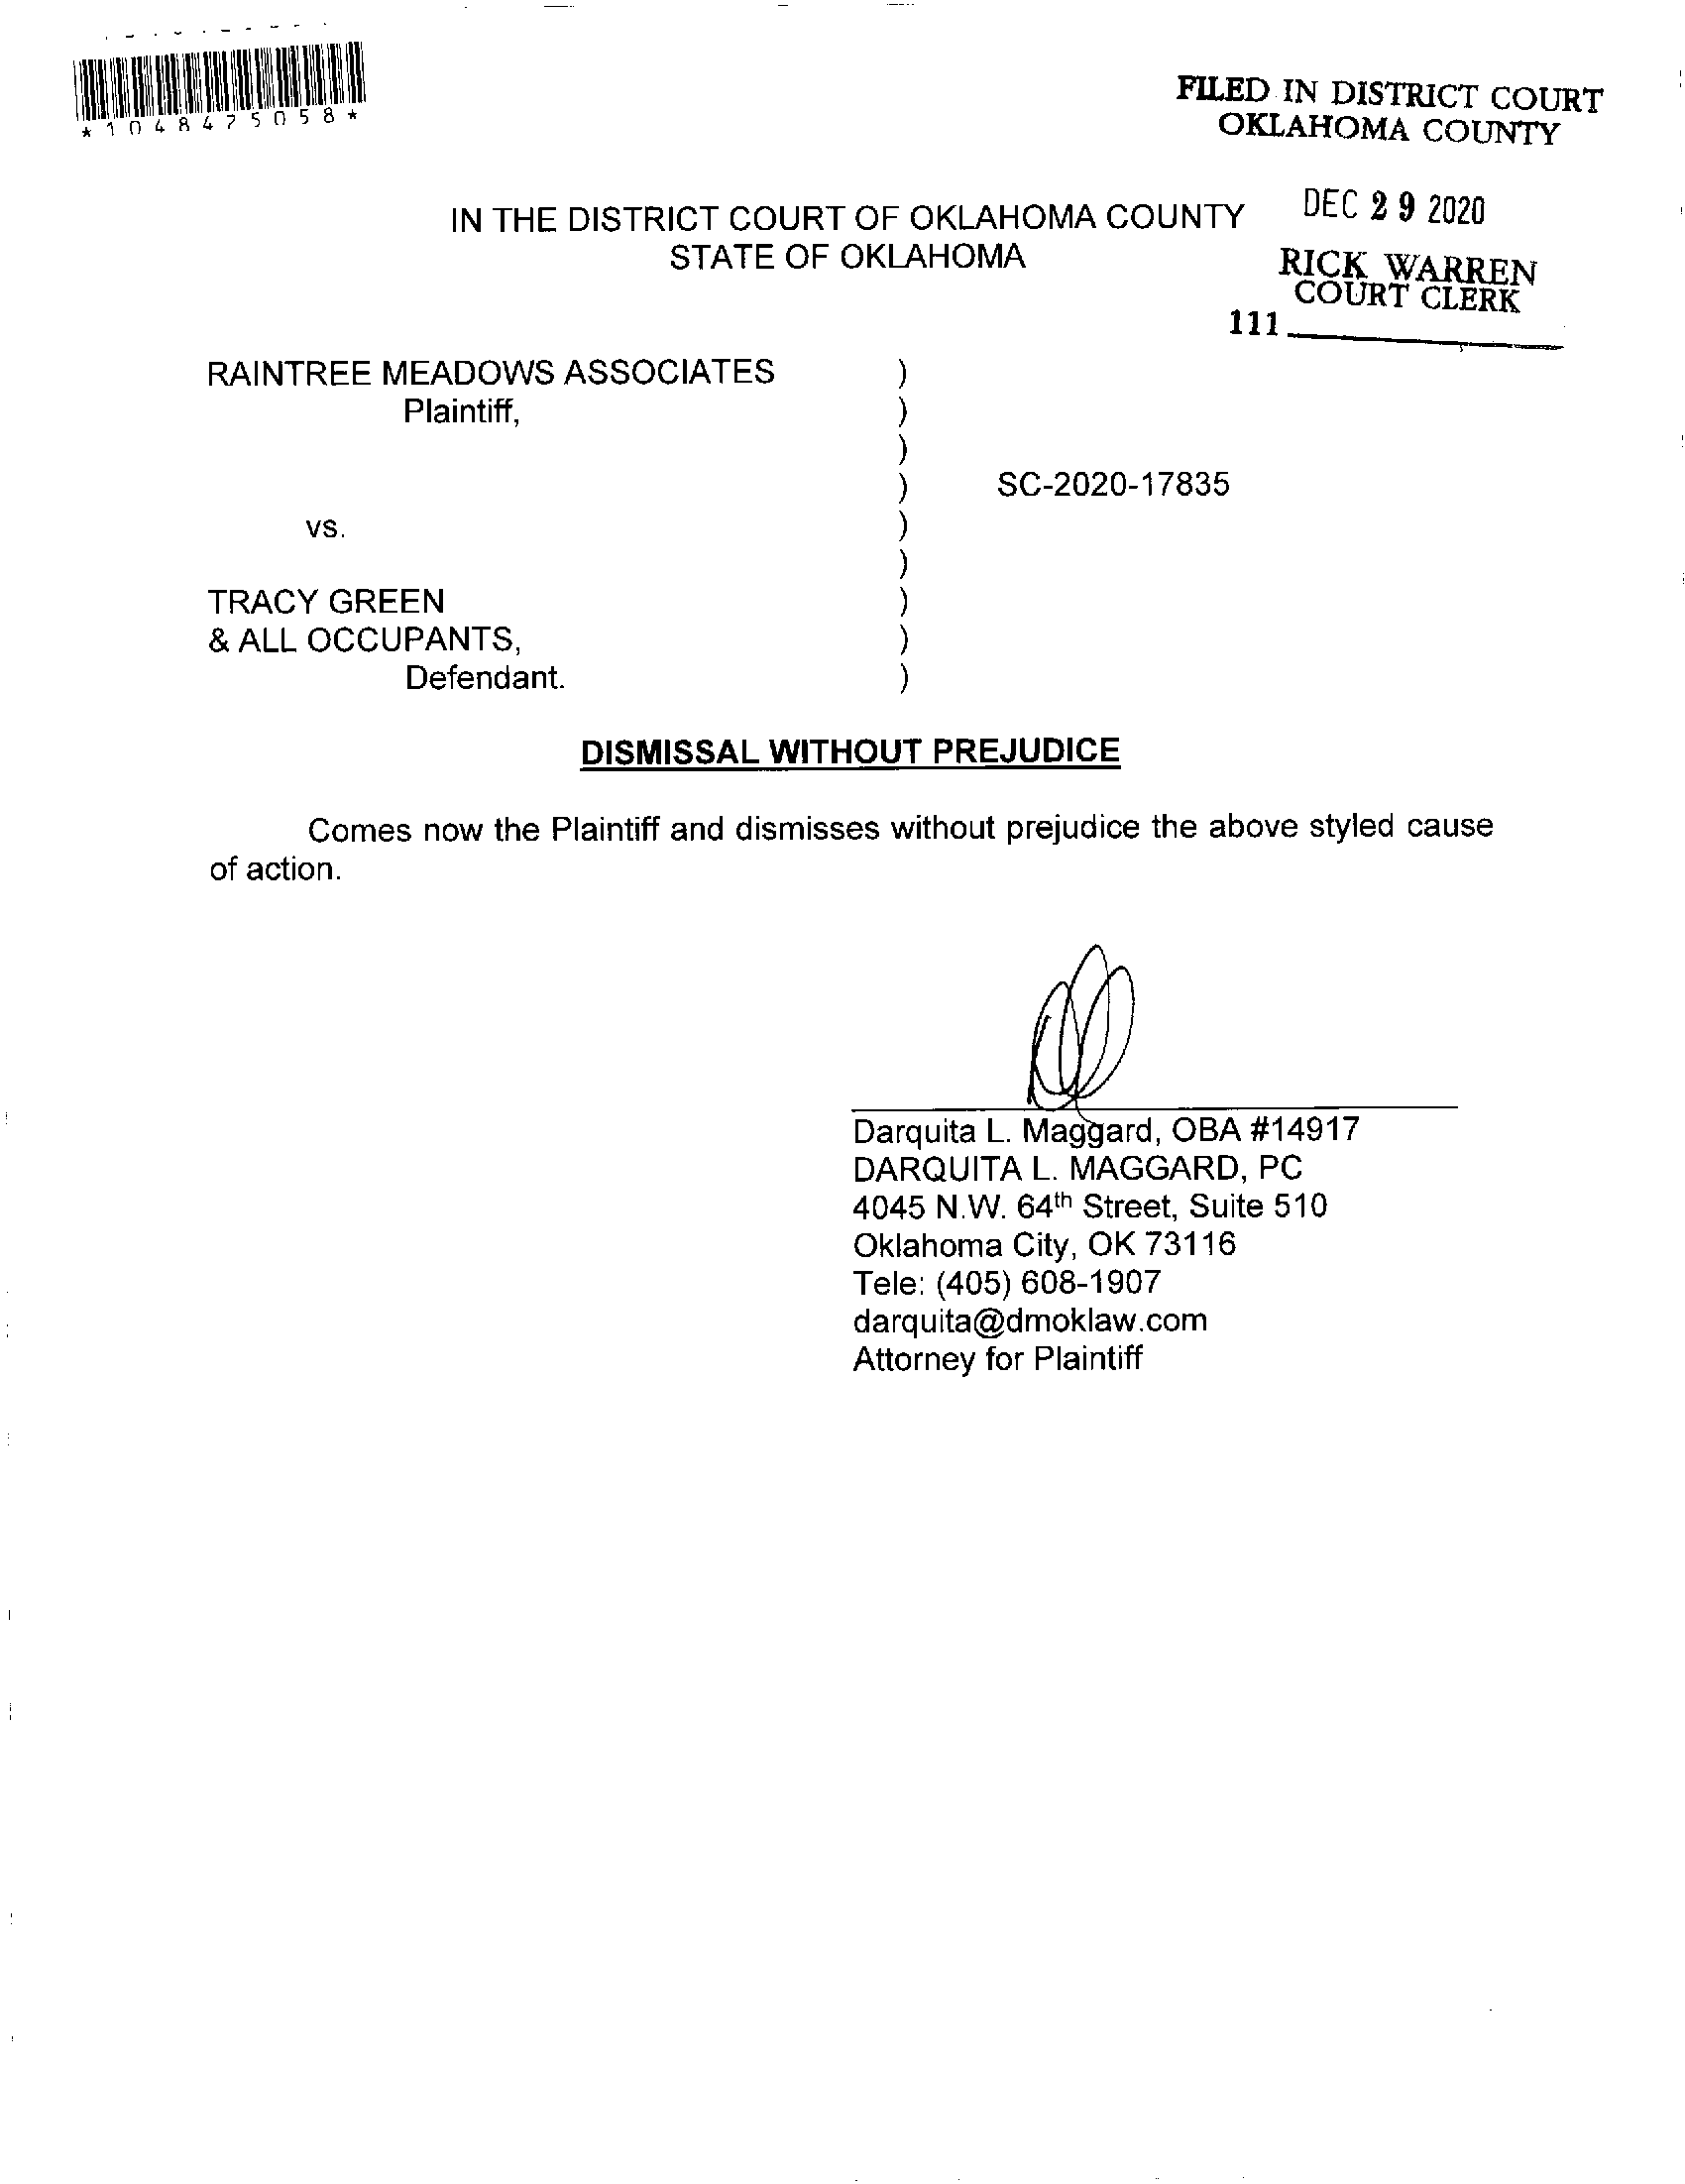 *1048475058*
FILED IN DISTRICT COURT
OKLAHOMA COUNTY
DEC 29 2020
RICK WARREN
COURT CLERK
111
IN THE DISTRICT COURT OF OKLAHOMA COUNTY
STATE OF OKLAHOMA
RAINTREE MEADOWS ASSOCIATES )
Plaintiff, )
)
) SC-2020-17835
vs. )
)
TRACY GREEN )
& ALL OCCUPANTS, )
Defendant. )
DISMISSAL WITHOUT PREJUDICE
Comes now the Plaintiff and dismisses without prejudice the above styled cause
of action.
Darquita L. Maggard, OBA #14917
DARQUITA L. MAGGARD, PC
4045 N.W. 64th Street, Suite 510
Oklahoma City, OK 73116
Tele: (405) 608-1907
darquita@dmoklaw.com
Attorney for Plaintiff